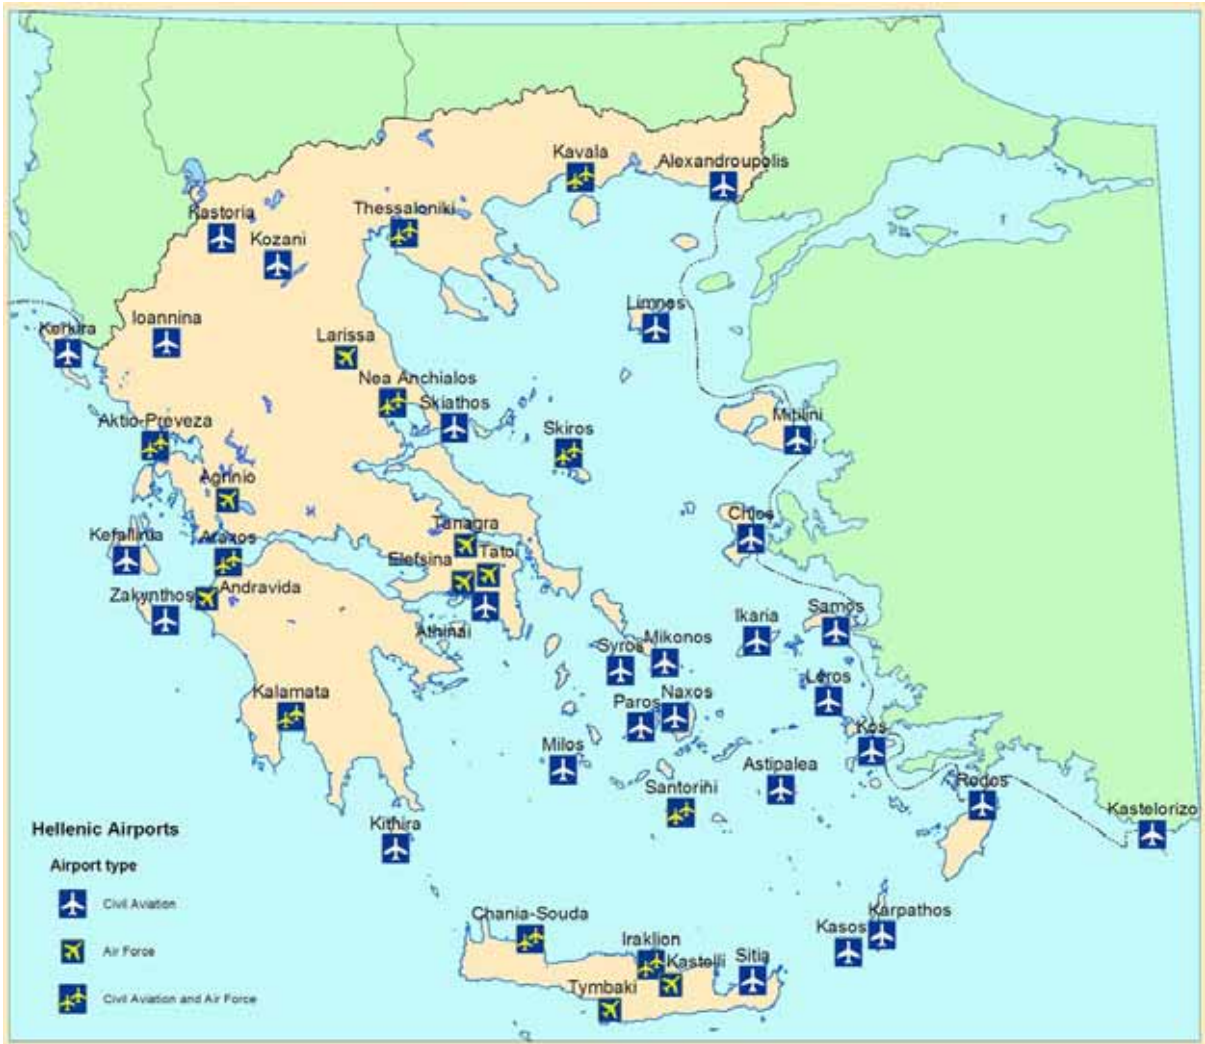 Kavala
Alexandroupolis
Kastoria
Thessaloniki
Kozani
Limnos
Kerkira
Ioannina
Larissa
Nea Anchialos
Skiathos
Aktio-Preveza
Skiros
Mitilini
Agrinio
Chios
Tanagra
Kefallinia
Araxos
Elefsina
Tatoi
Andravida
Zakynthos
Athinai
Ikaria
Samos
Syros
Mikonos
Leros
Kalamata
Paros
Naxos
Kos
Milos
Astipalea
Santorini
Rodos
Kastelorizo
Kithira
Hellenic Airports
Airport type
Civil Aviation
Air Force
Civil Aviation and Air Force
Chania-Souda
Iraklion
Kastelli
Sitia
Kasos
Karpathos
Tymbaki